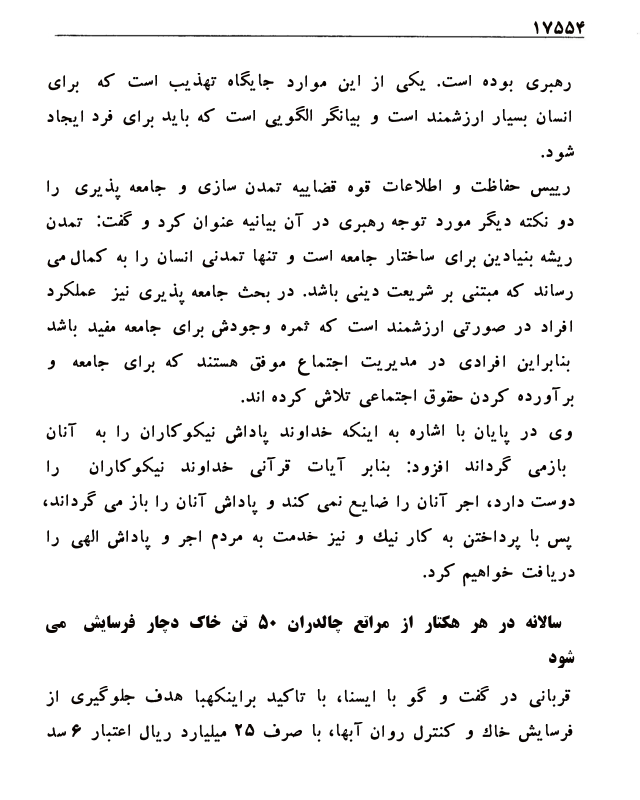 ۱۷۵۵۴
رهبری بوده است. یکی از این موارد جایگاه تهذیب است که برای
انسان بسیار ارزشمند است و بیانگر الگویی است که باید برای فرد ایجاد
شود.
رییس حفاظت و اطلاعات قوه قضاییه تمدن سازی و جامعه پذیری را
دو نکته دیگر مورد توجه رهبری در آن بیانیه عنوان کرد و گفت: تمدن
ریشه بنیادین برای ساختار جامعه است و تنها تمدنی انسان را به کمال می
رساند که مبتنی بر شریعت دینی باشد. در بحث جامعه پذیری نیز عملکرد
افراد در صورتی ارزشمند است که ثمره وجودش برای جامعه مفید باشد
بنابراین افرادی در مدیریت اجتماع موفق هستند که برای جامعه و
برآورده کردن حقوق اجتماعی تلاش کرده اند.
وی در پایان با اشاره به اینکه خداوند پاداش نیکوکاران را به آنان
بازمی گرداند افزود: بنابر آیات قرآنی خداوند نیکوکاران را
دوست دارد، اجر آنان را ضایع نمی کند و پاداش آنان را باز می گرداند،
پس با پرداختن به کار نیك و نیز خدمت به مردم اجر و پاداش الهی را
دریافت خواهیم کرد.
سالانه در هر هکتار از مراتع چالدران ۵۰ تن خاک دچار فرسایش می
شود
قربانی در گفت و گو با ایسنا، با تاکید براینکهبا هدف جلوگیری از
فرسایش خاك و کنترل روان آبها، با صرف ۲۵ میلیارد ریال اعتبار ۶ سد